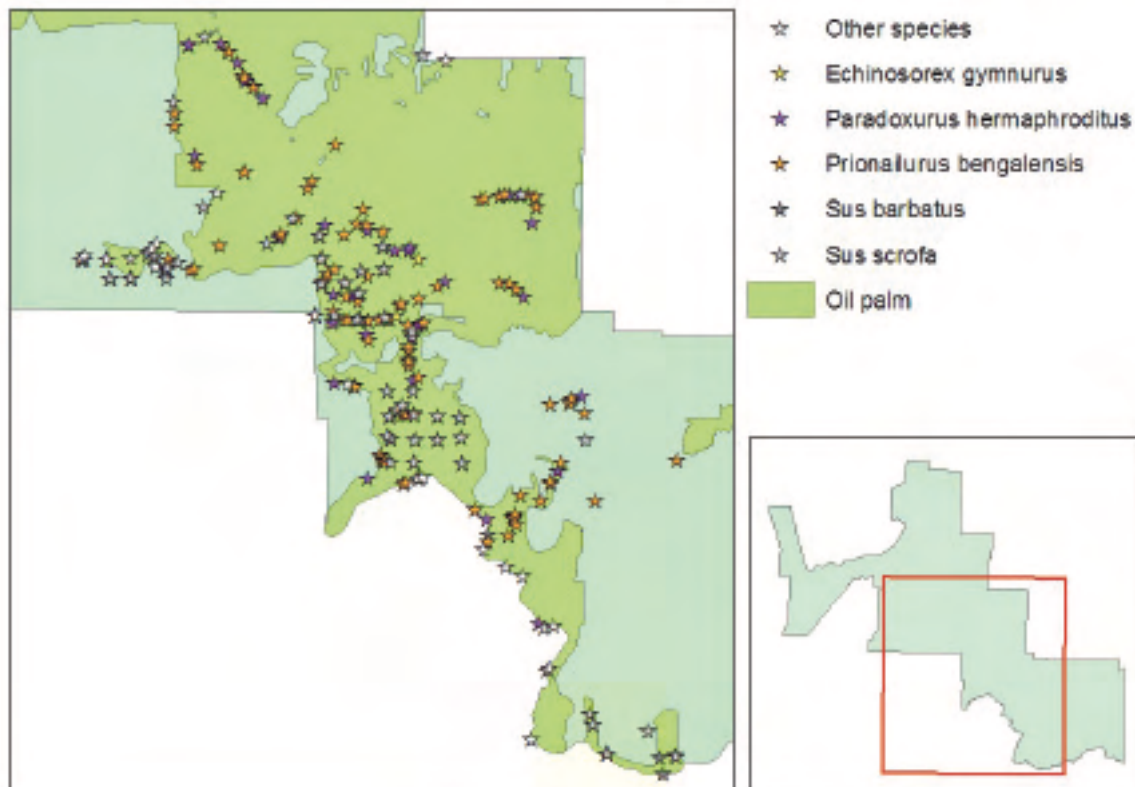 Other species
Echinosorex gymnurus
Paradoxurus hermaphroditus
Prionailurus bengalensis
Sus barbatus
Sus scrofa
Oil palm